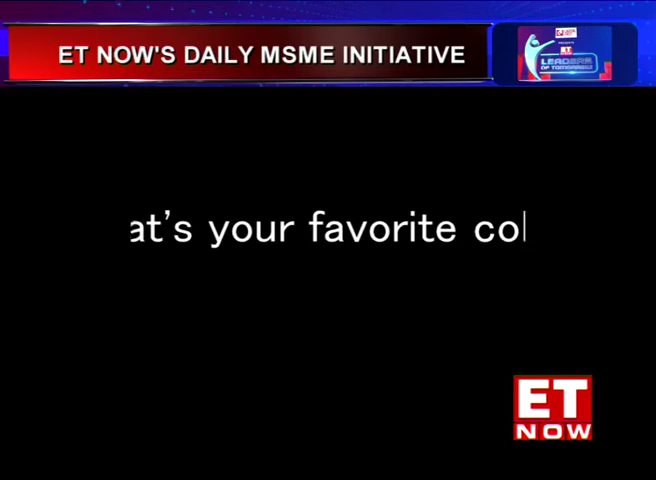 ET NOW'S DAILY MSME INITIATIVE
LEADERS
OF TOMORROW
at's your favorite col
ET
NOW